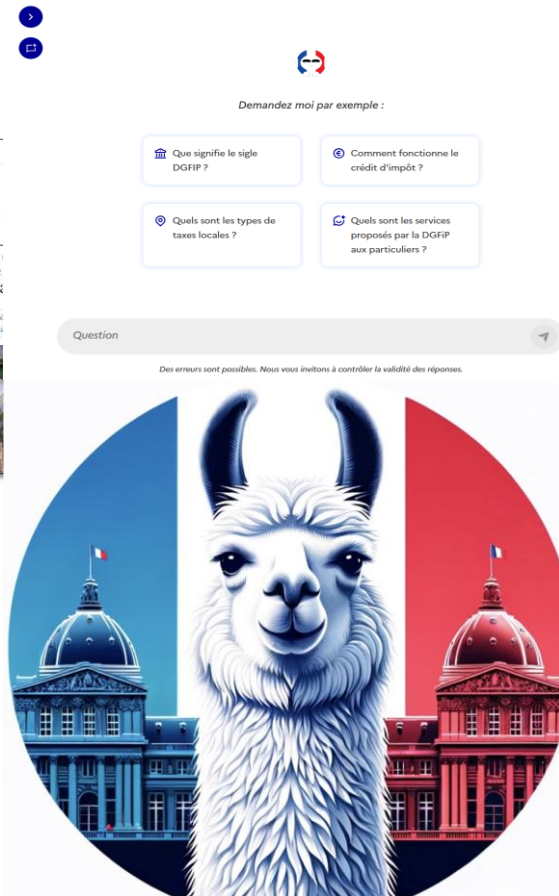 Demandez moi par exemple :
Que signifie le sigle
DGFIP ?
Comment fonctionne le
crédit d'impôt ?
Quels sont les types de
taxes locales ?
Quels sont les services
proposés par la DGFiP
aux particuliers ?
Question
Des erreurs sont possibles. Nous vous invitons à contrôler la validité des réponses.